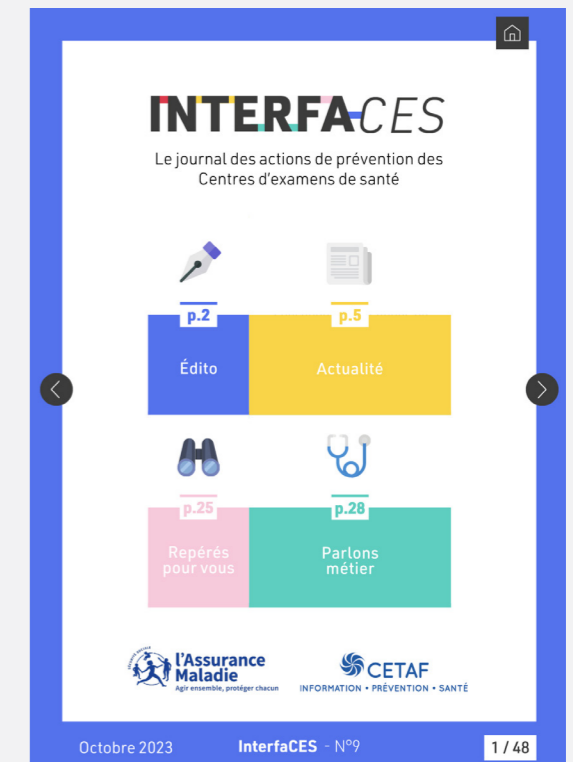 INTERFACES
Le journal des actions de prévention des
Centres d'examens de santé
p.2
p.5
Édito
Actualité
p.25
p.28
Repérés
pour vous
Parlons
métier
l'Assurance
Maladie
Agir ensemble, protéger chacun
CETAF
INFORMATION • PRÉVENTION • SANTÉ
Octobre 2023
InterfaCES - N°9
1 / 48